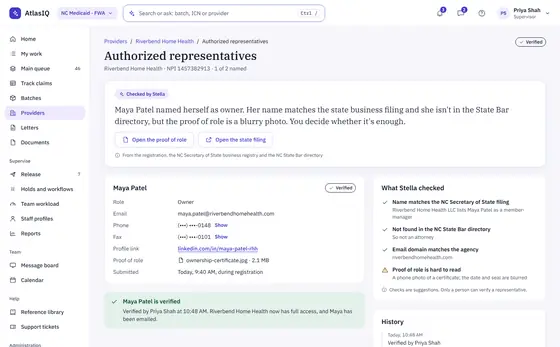 AtlasIQ
NC Medicaid - FWA
Search or ask: batch, ICN or provider
Ctrl /
3
2
PS
Priya Shah
Supervisor
Home
My work
Main queue
46
Track claims
Batches
Providers
Letters
Documents
Supervise
Release
7
Holds and workflows
Team workload
Staff profiles
Reports
Team
Message board
Calendar
Help
Reference library
Support tickets
Administration
Providers / Riverbend Home Health / Authorized representatives
Verified
Authorized representatives
Riverbend Home Health · NPI 1457382913 · 1 of 2 named
Checked by Stella
Maya Patel named herself as owner. Her name matches the state business filing and she isn't in the State Bar
directory, but the proof of role is a blurry photo. You decide whether it's enough.
Open the proof of role
Open the state filing
From the registration, the NC Secretary of State business registry and the NC State Bar directory.
Maya Patel
Verified
Role
Owner
Email
maya.patel@riverbendhomehealth.com
Phone
(•••) •••-0148 Show
Fax
(•••) •••-0101 Show
Profile link
linkedin.com/in/maya-patel-rhh
Proof of role
ownership-certificate.jpg · 2.1 MB
Submitted
Today, 9:40 AM, during registration
Maya Patel is verified
Verified by Priya Shah at 10:48 AM. Riverbend Home Health now has full access, and Maya has
been emailed.
What Stella checked
Name matches the NC Secretary of State filing
Riverbend Home Health LLC lists Maya Patel as a member-
manager
Not found in the NC State Bar directory
So not an attorney
Email domain matches the agency
riverbendhomehealth.com
Proof of role is hard to read
A phone photo of a certificate; the date and seal are blurred
Checks are suggestions. Only a person can verify a representative.
History
Today, 10:48 AM
Verified by Priya Shah